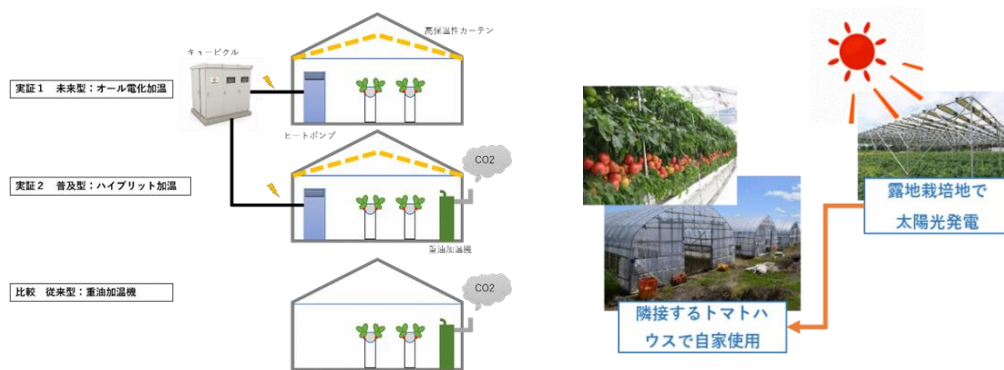 高保温性カーテン
キュービクル
実証1 未来型：オール電化加温
ヒートポンプ
CO2
実証2 普及型：ハイブリット加温
重油加温機
比較 従来型：重油加温機
CO2
露地栽培地で
太陽光発電
隣接するトマトハ
ウスで自家使用